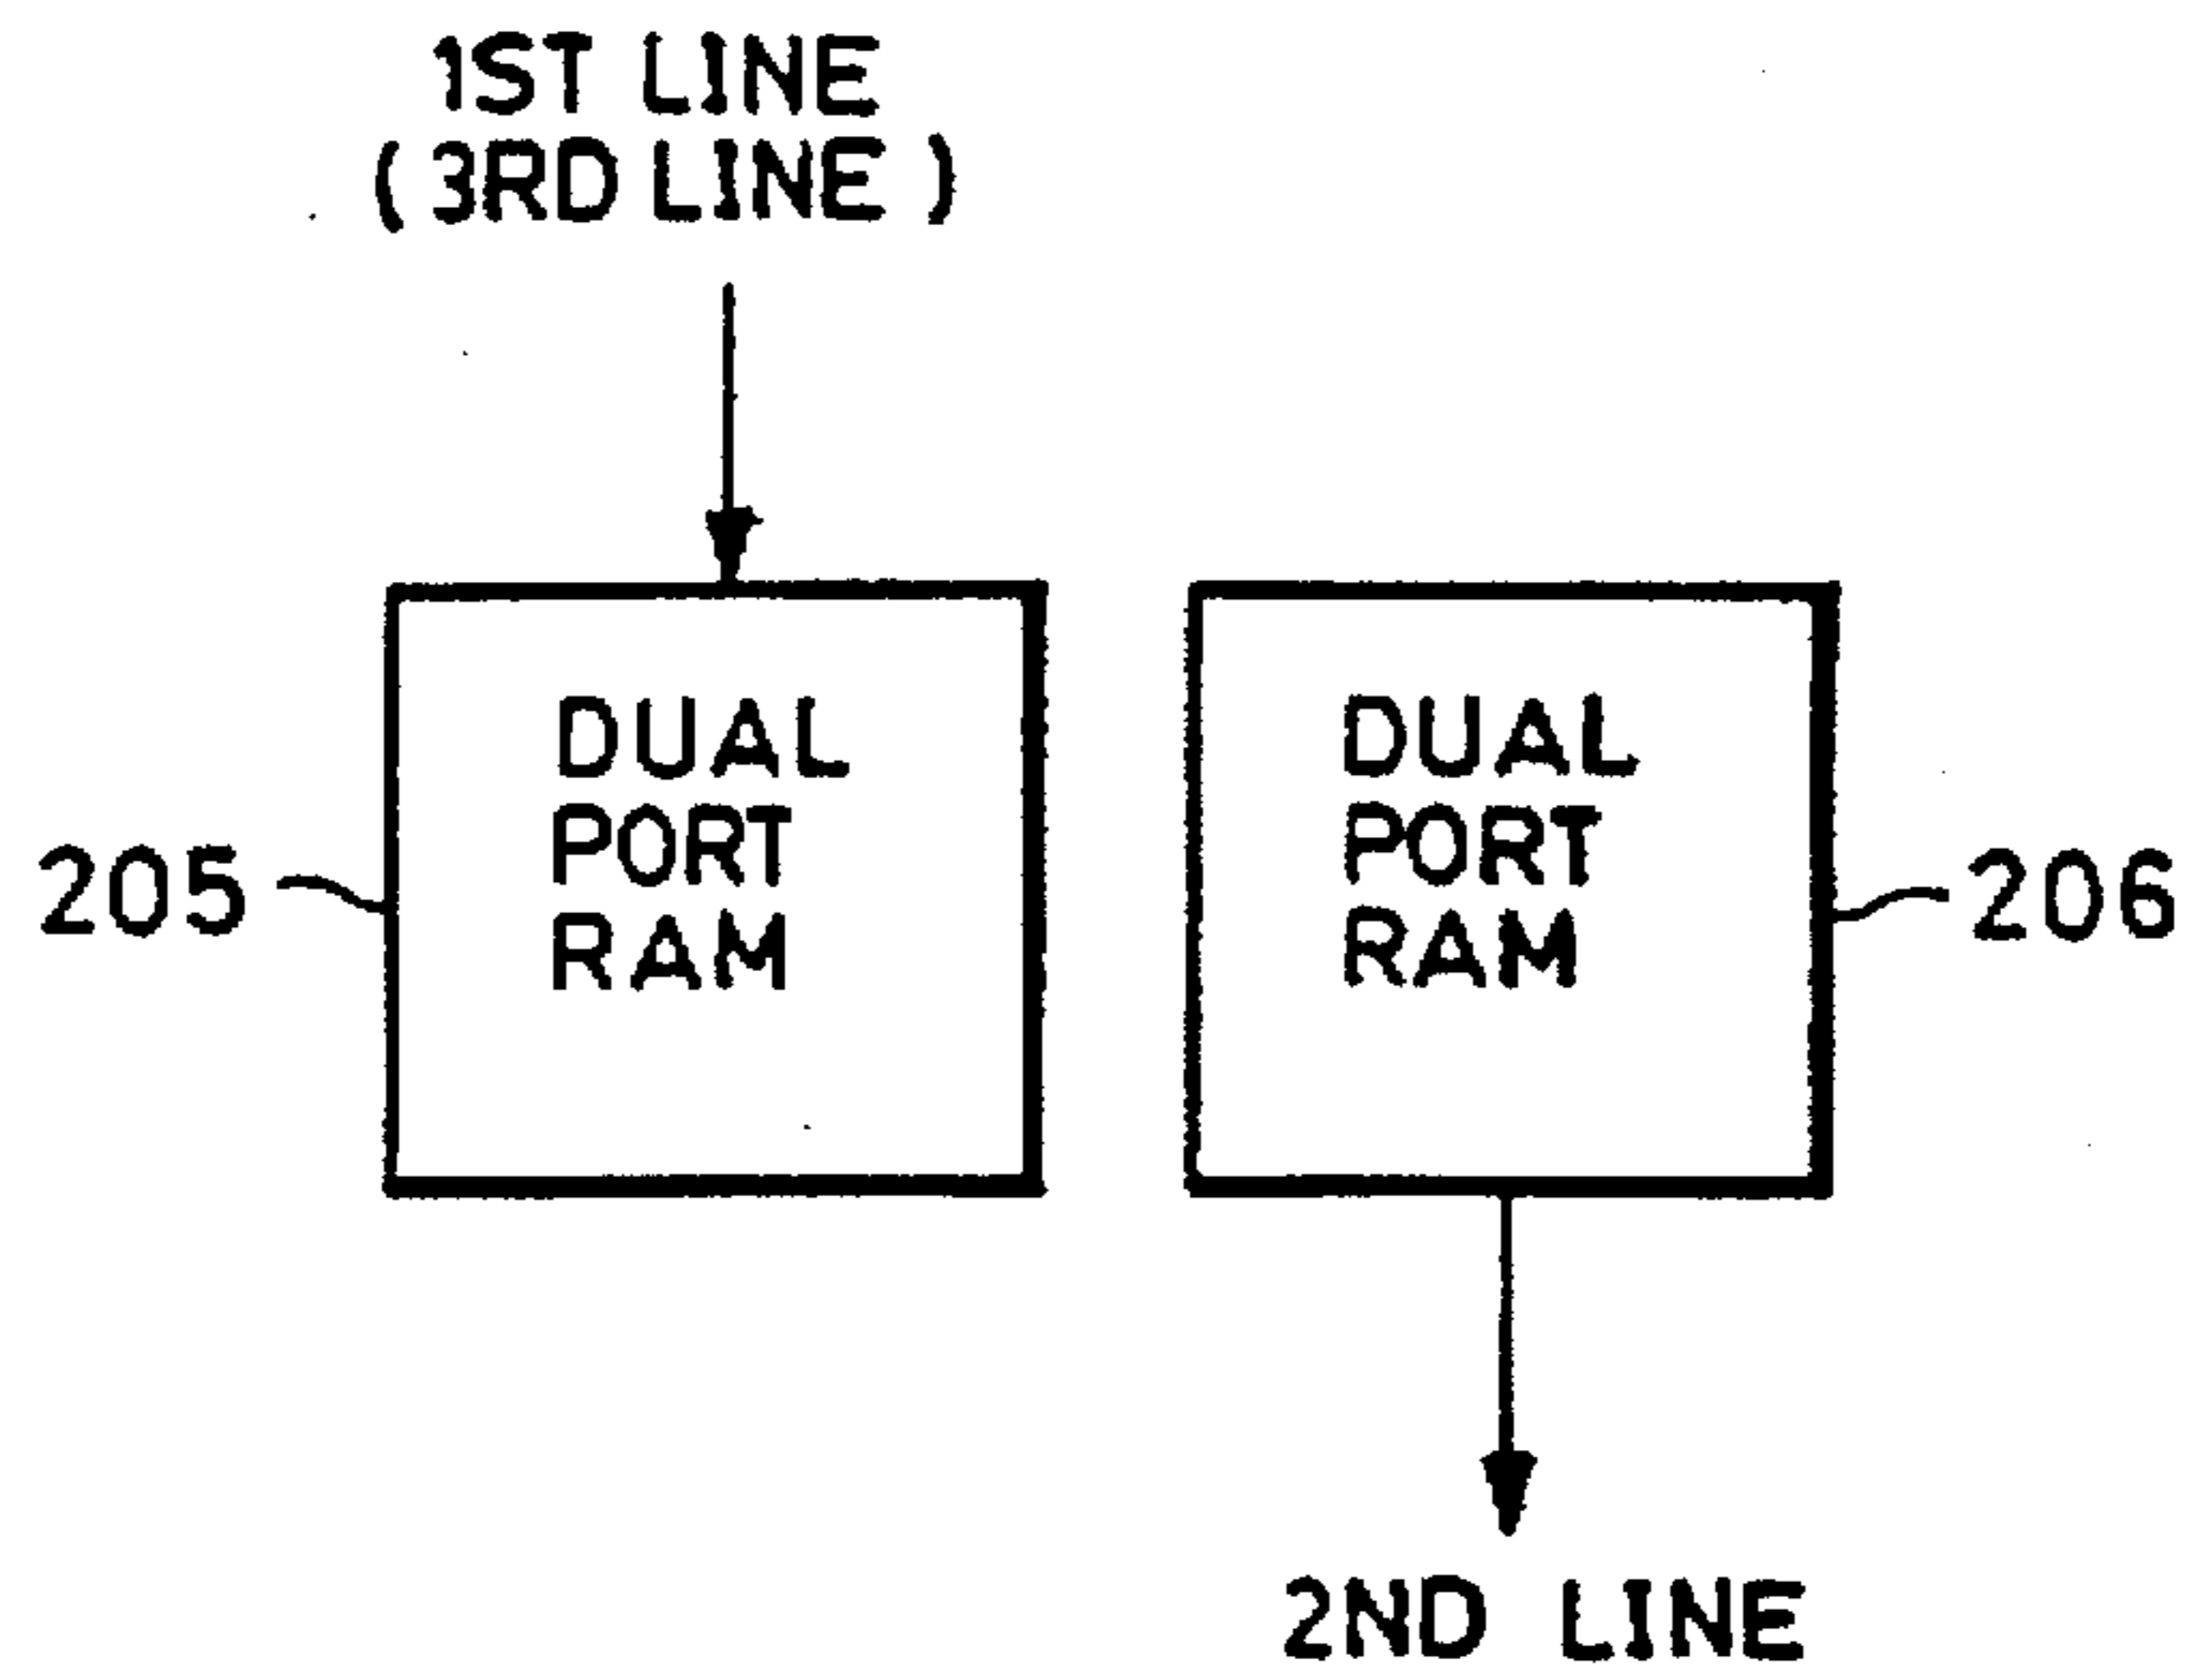 1ST LINE
( 3RD LINE )
DUAL
PORT
RAM
205
DUAL
PORT
RAM
206
2ND LINE